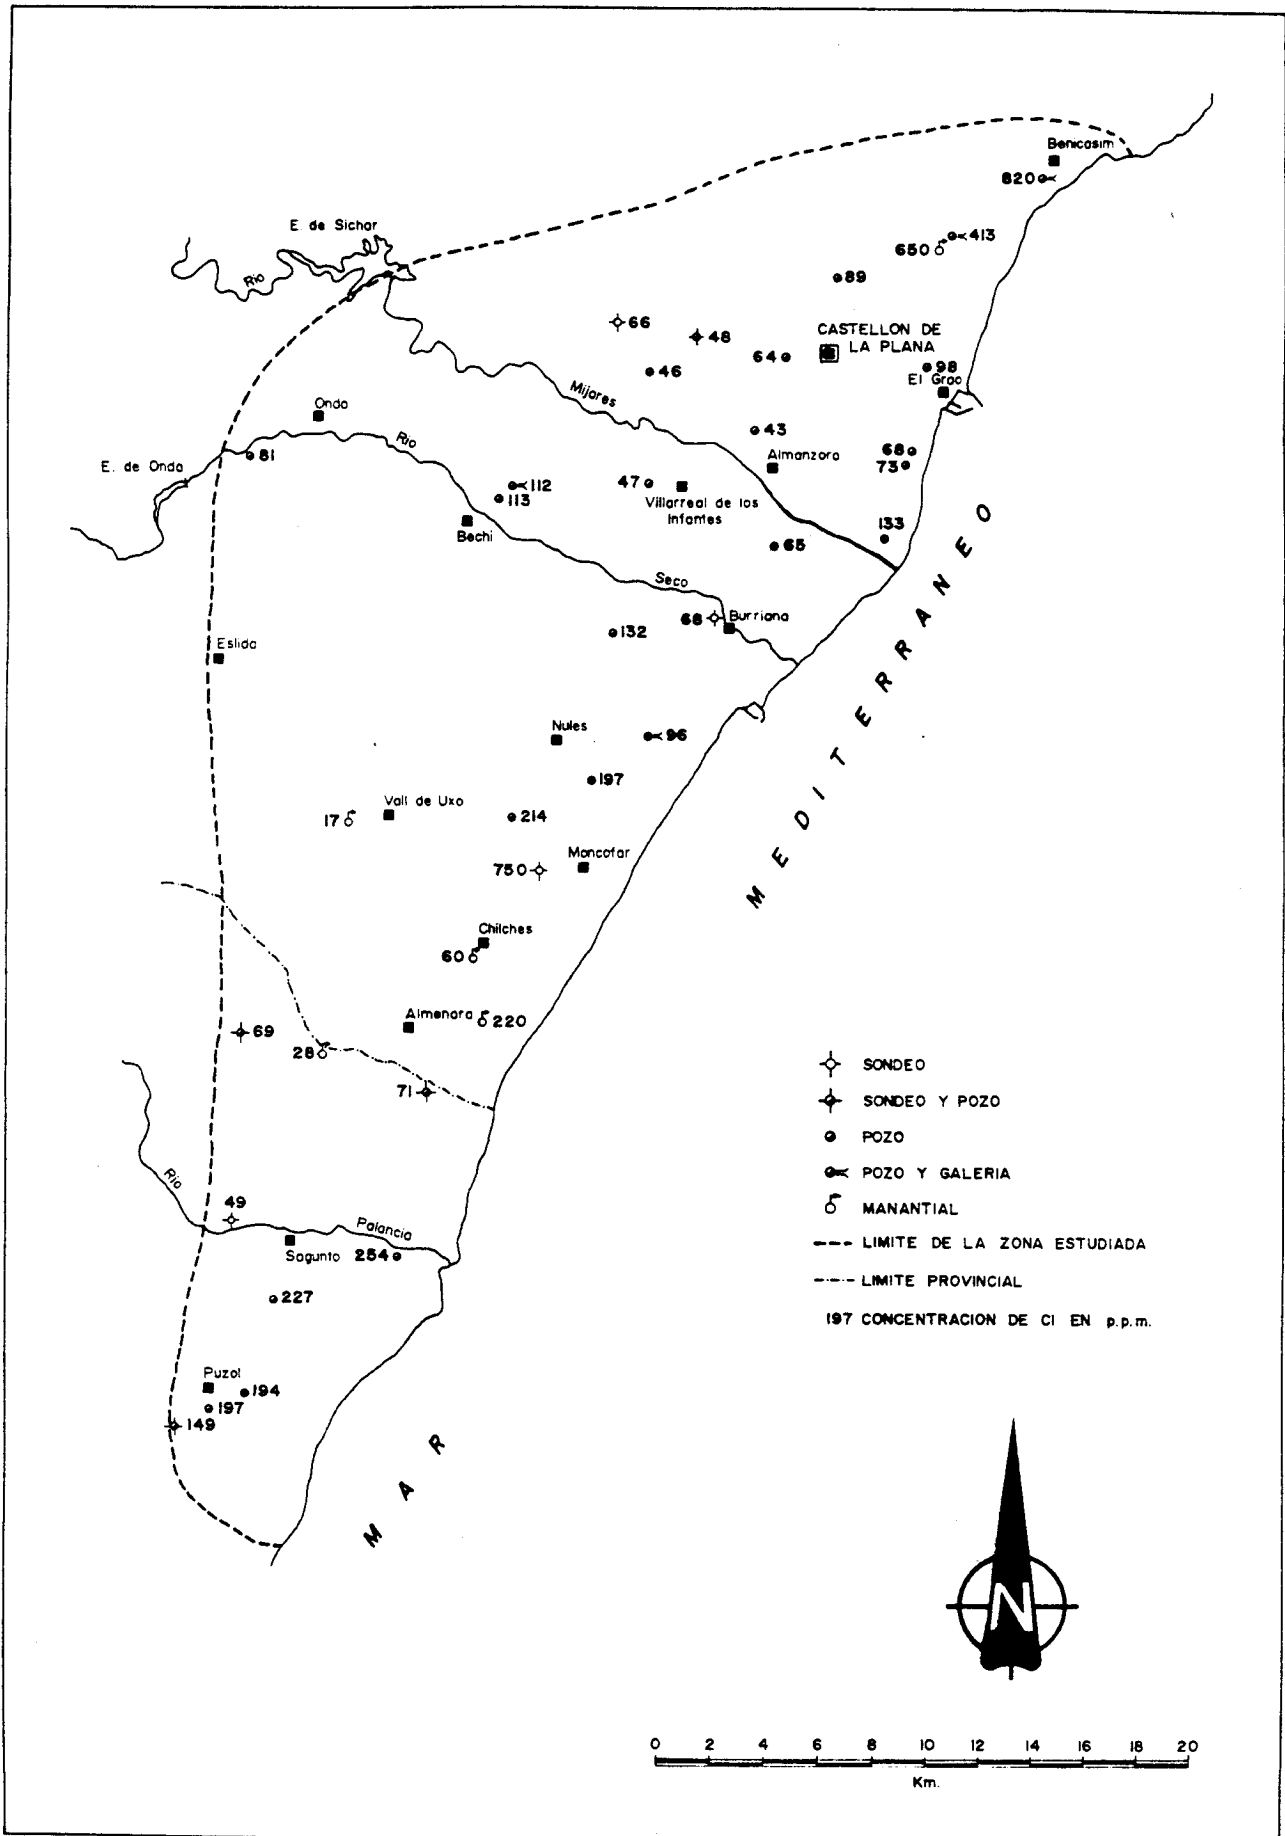 Benicasim
820
E. de Sichar
413
650
Rio
89
66
48
CASTELLON DE
LA PLANA
64
46
98
El Grao
Mijares
Onda
43
Rio
68
Almanzora
73
81
E. de Onda
112
47
113
Villarreal de los
Infantes
Bechi
133
65
Seco
68
Burriana
132
Eslida
MEDITERRANEO
Nules
96
197
Vall de Uxo
17
214
Moncofar
750
Chilches
60
Almenara
220
69
28
71
SONDEO
SONDEO Y POZO
POZO
POZO Y GALERIA
MANANTIAL
LIMITE DE LA ZONA ESTUDIADA
LIMITE PROVINCIAL
197 CONCENTRACION DE Cl EN p.p.m.
Rio
49
Palancia
Sagunto
254
227
Puzol
194
197
149
MAR
N
0 2 4 6 8 10 12 14 16 18 20
Km.